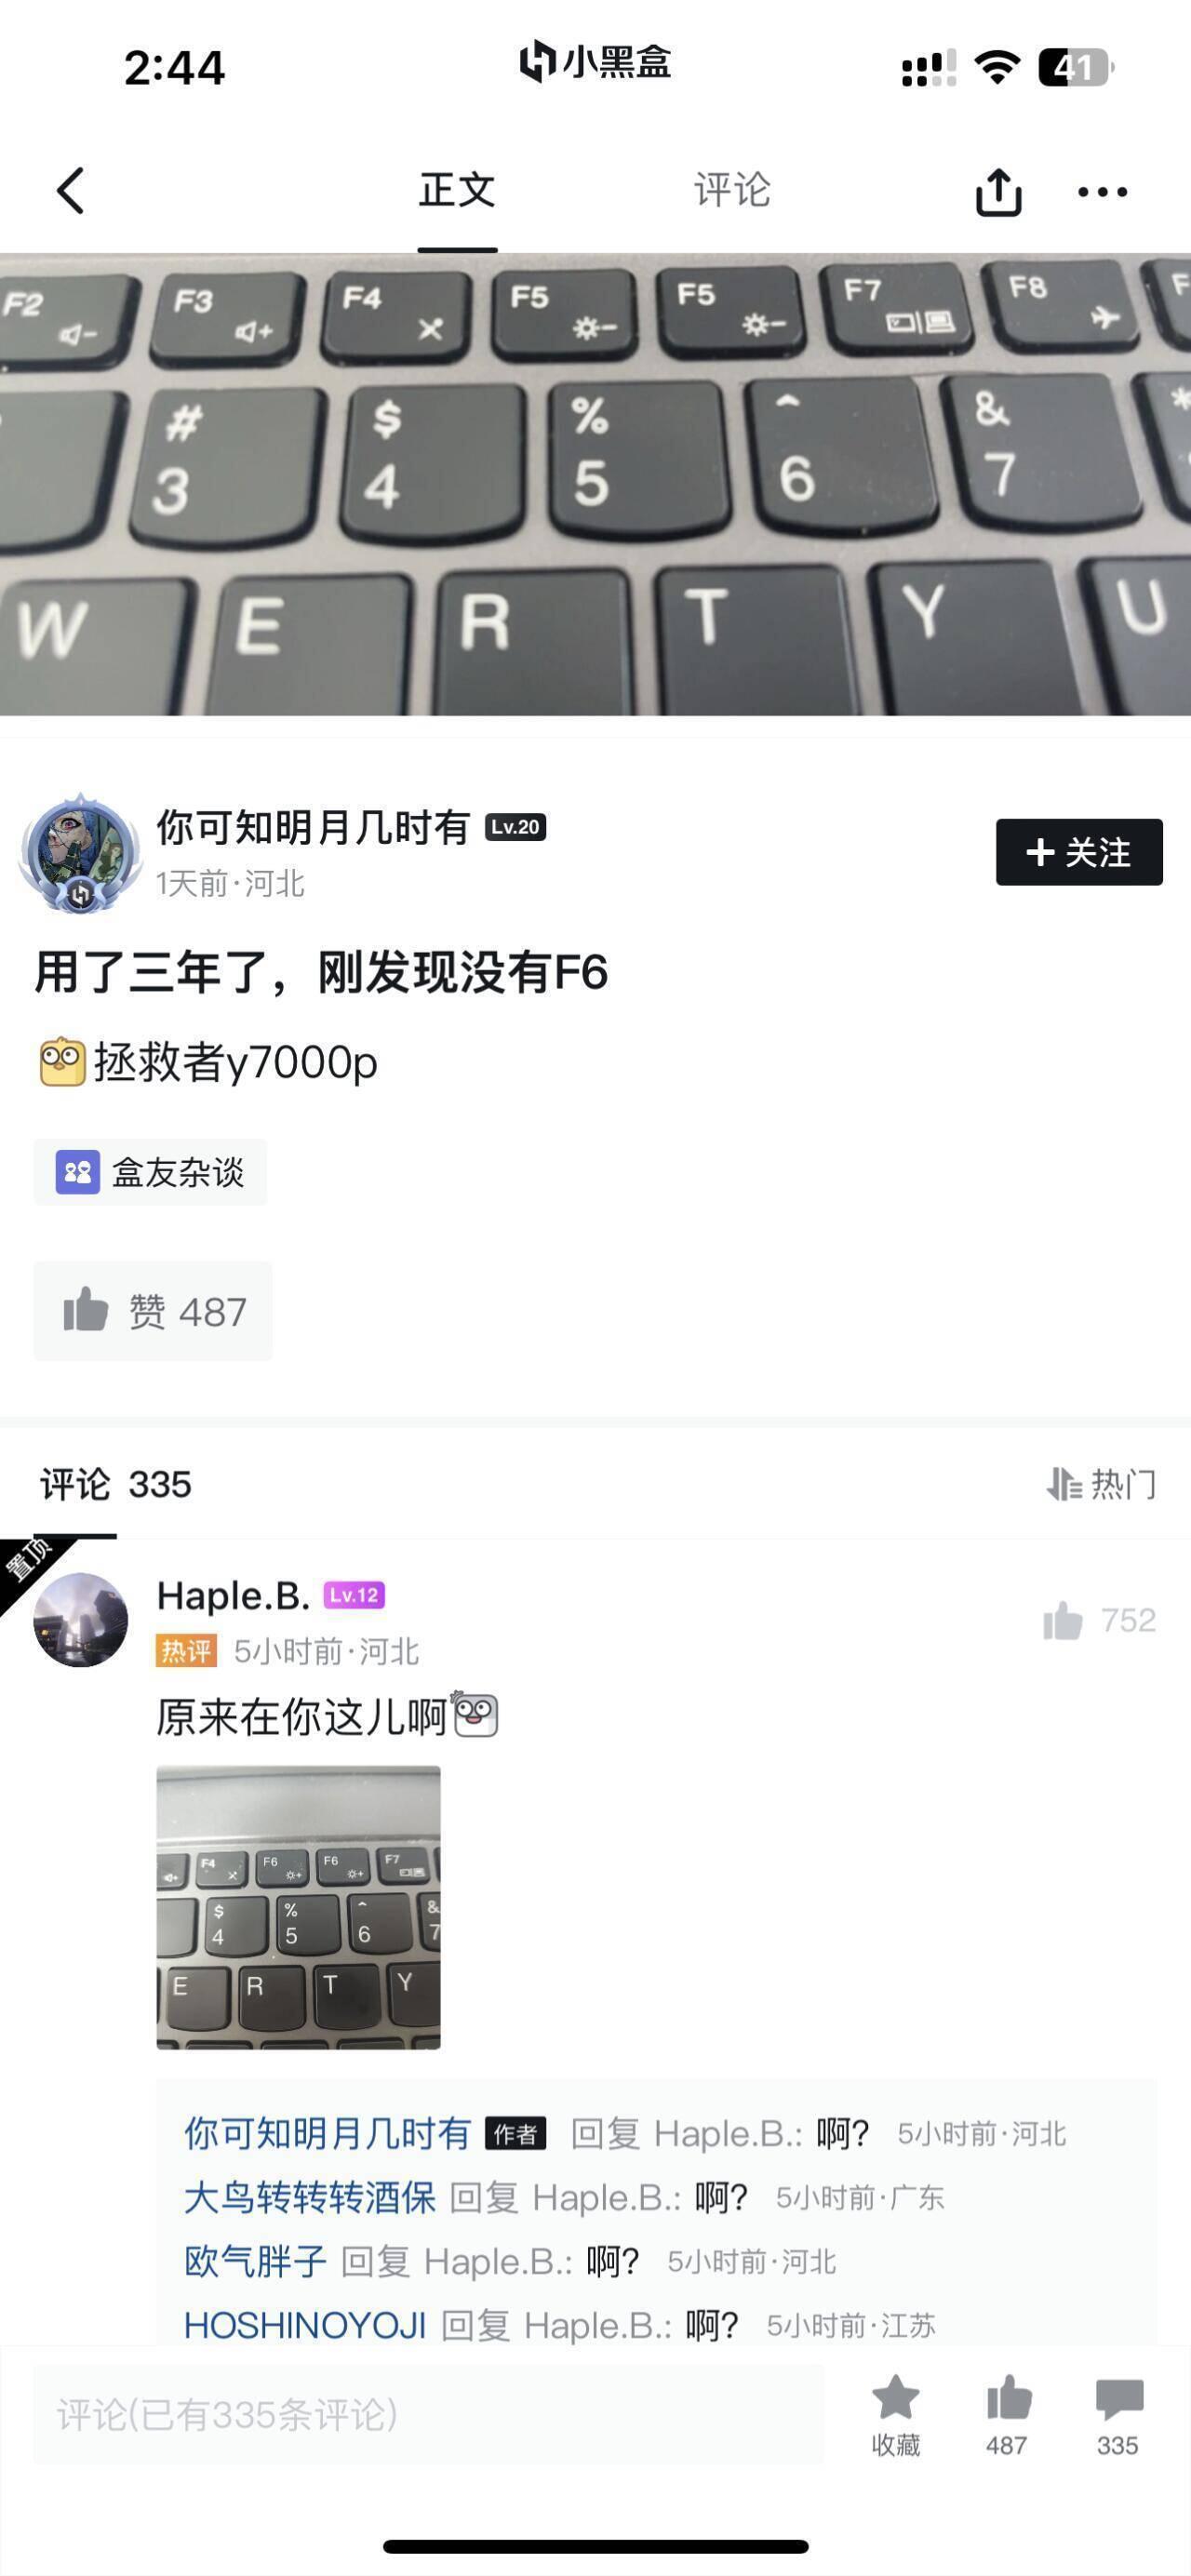 2:44
小黑盒
41
正文
评论
F2
F3
F4
F5
F5
F7
F8
F
#
3
$
4
%
5
^
6
&
7
*
W
E
R
T
Y
U
你可知明月几时有 Lv.20
1天前·河北
+ 关注
用了三年了，刚发现没有F6
拯救者y7000p
盒友杂谈
赞 487
评论 335
热门
置顶
Haple.B. Lv.12
752
热评 5小时前·河北
原来在你这儿啊
F4
F6
F6
F7
$
4
%
5
^
6
&
7
E
R
T
Y
你可知明月几时有 作者 回复 Haple.B.: 啊? 5小时前·河北
大鸟转转转酒保 回复 Haple.B.: 啊? 5小时前·广东
欧气胖子 回复 Haple.B.: 啊? 5小时前·河北
HOSHINOYOJI 回复 Haple.B.: 啊? 5小时前·江苏
评论(已有335条评论)
收藏
487
335